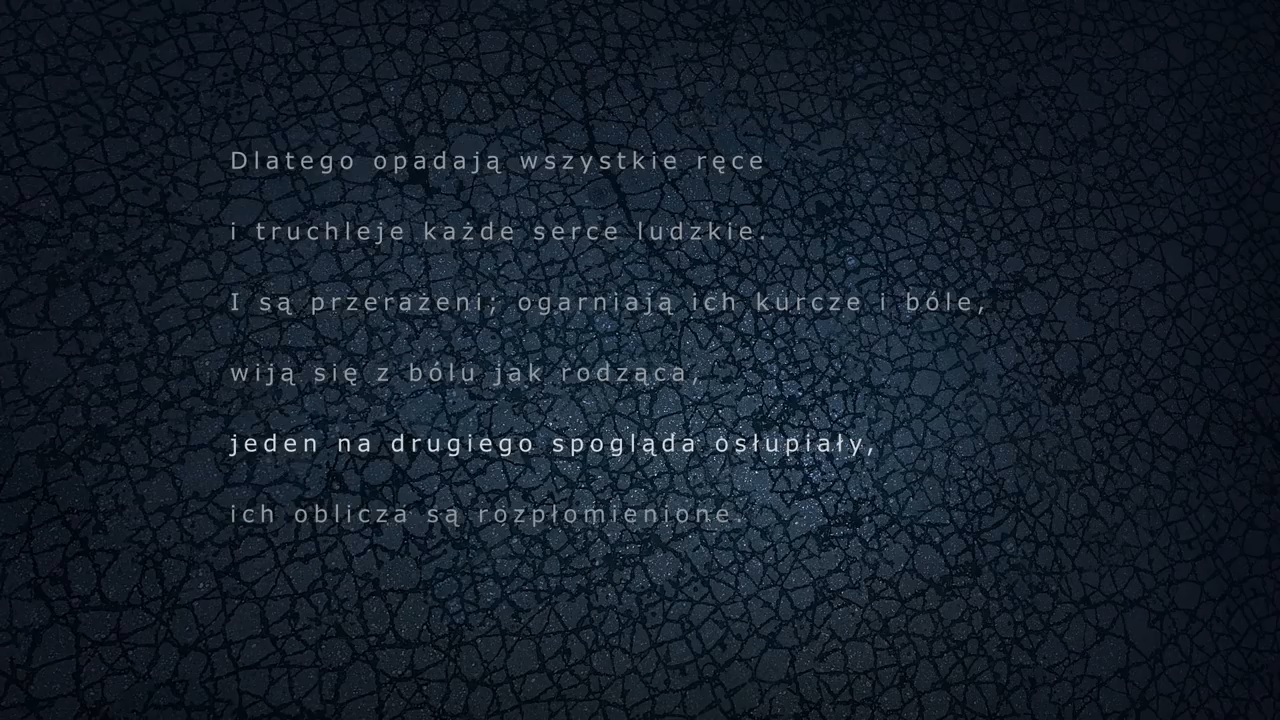 Dlatego opadają wszystkie ręce
i truchleje każde serce ludzkie.
I są przerażeni; ogarniają ich kurcze i bóle,
wiją się z bólu jak rodząca,
jeden na drugiego spogląda osłupiały,
ich oblicza są rozpłomienione.